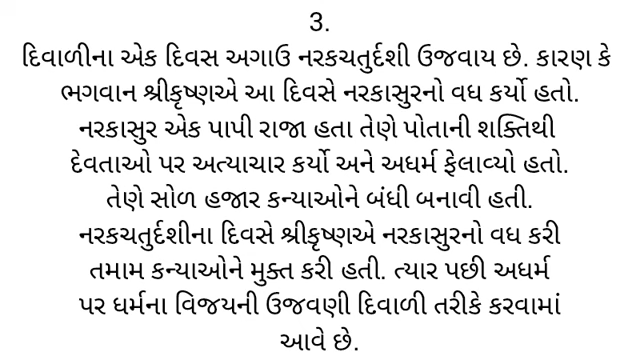 3.
દિવાળીના એક દિવસ અગાઉ નરકચતુર્દશી ઉજવાય છે. કારણ કે
ભગવાન શ્રીકૃષ્ણએ આ દિવસે નરકાસુરનો વધ કર્યો હતો.
નરકાસુર એક પાપી રાજા હતા તેણે પોતાની શક્તિથી
દેવતાઓ પર અત્યાચાર કર્યો અને અધર્મ ફેલાવ્યો હતો.
તેણે સોળ હજાર કન્યાઓને બંધી બનાવી હતી.
નરકચતુર્દશીના દિવસે શ્રીકૃષ્ણએ નરકાસુરનો વધ કરી
તમામ કન્યાઓને મુક્ત કરી હતી. ત્યાર પછી અધર્મ
પર ધર્મના વિજયની ઉજવણી દિવાળી તરીકે કરવામાં
આવે છે.